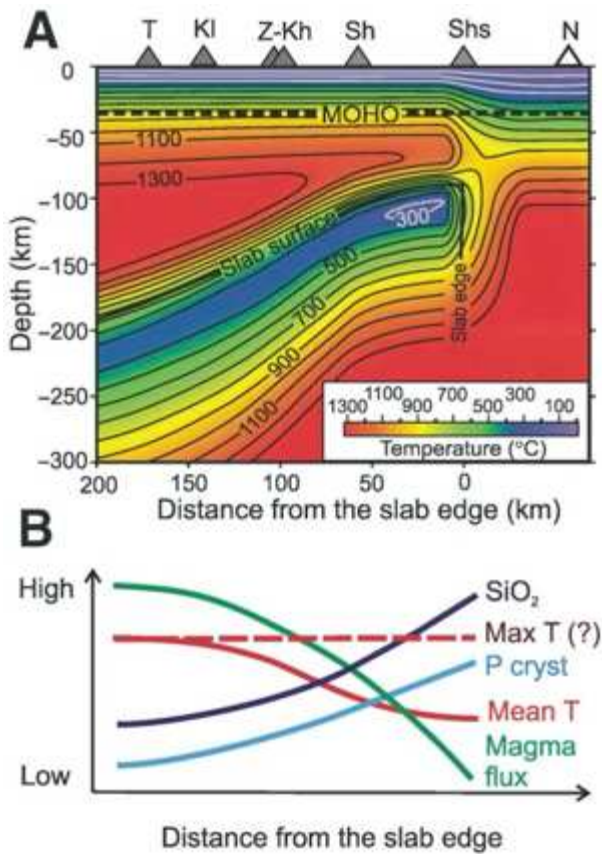 A
T Kl Z-Kh Sh Shs N
0
MOHO
−50
1100
1300
−100
300
Slab surface
−150
500
Slab edge
Depth (km)
−200
700
900
−250
1100
1100 700 300
1300 900 500 100
Temperature (°C)
−300
200 150 100 50 0
Distance from the slab edge (km)
B
High
SiO₂
Max T (?)
P cryst
Mean T
Magma
flux
Low
Distance from the slab edge